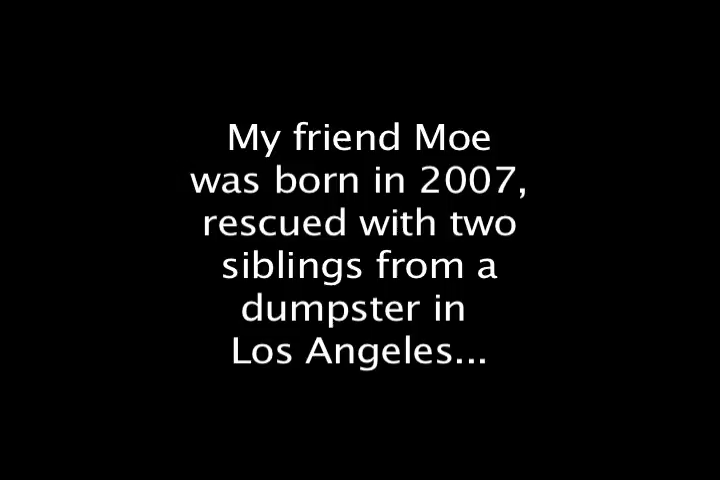 My friend Moe
was born in 2007,
rescued with two
siblings from a
dumpster in
Los Angeles...